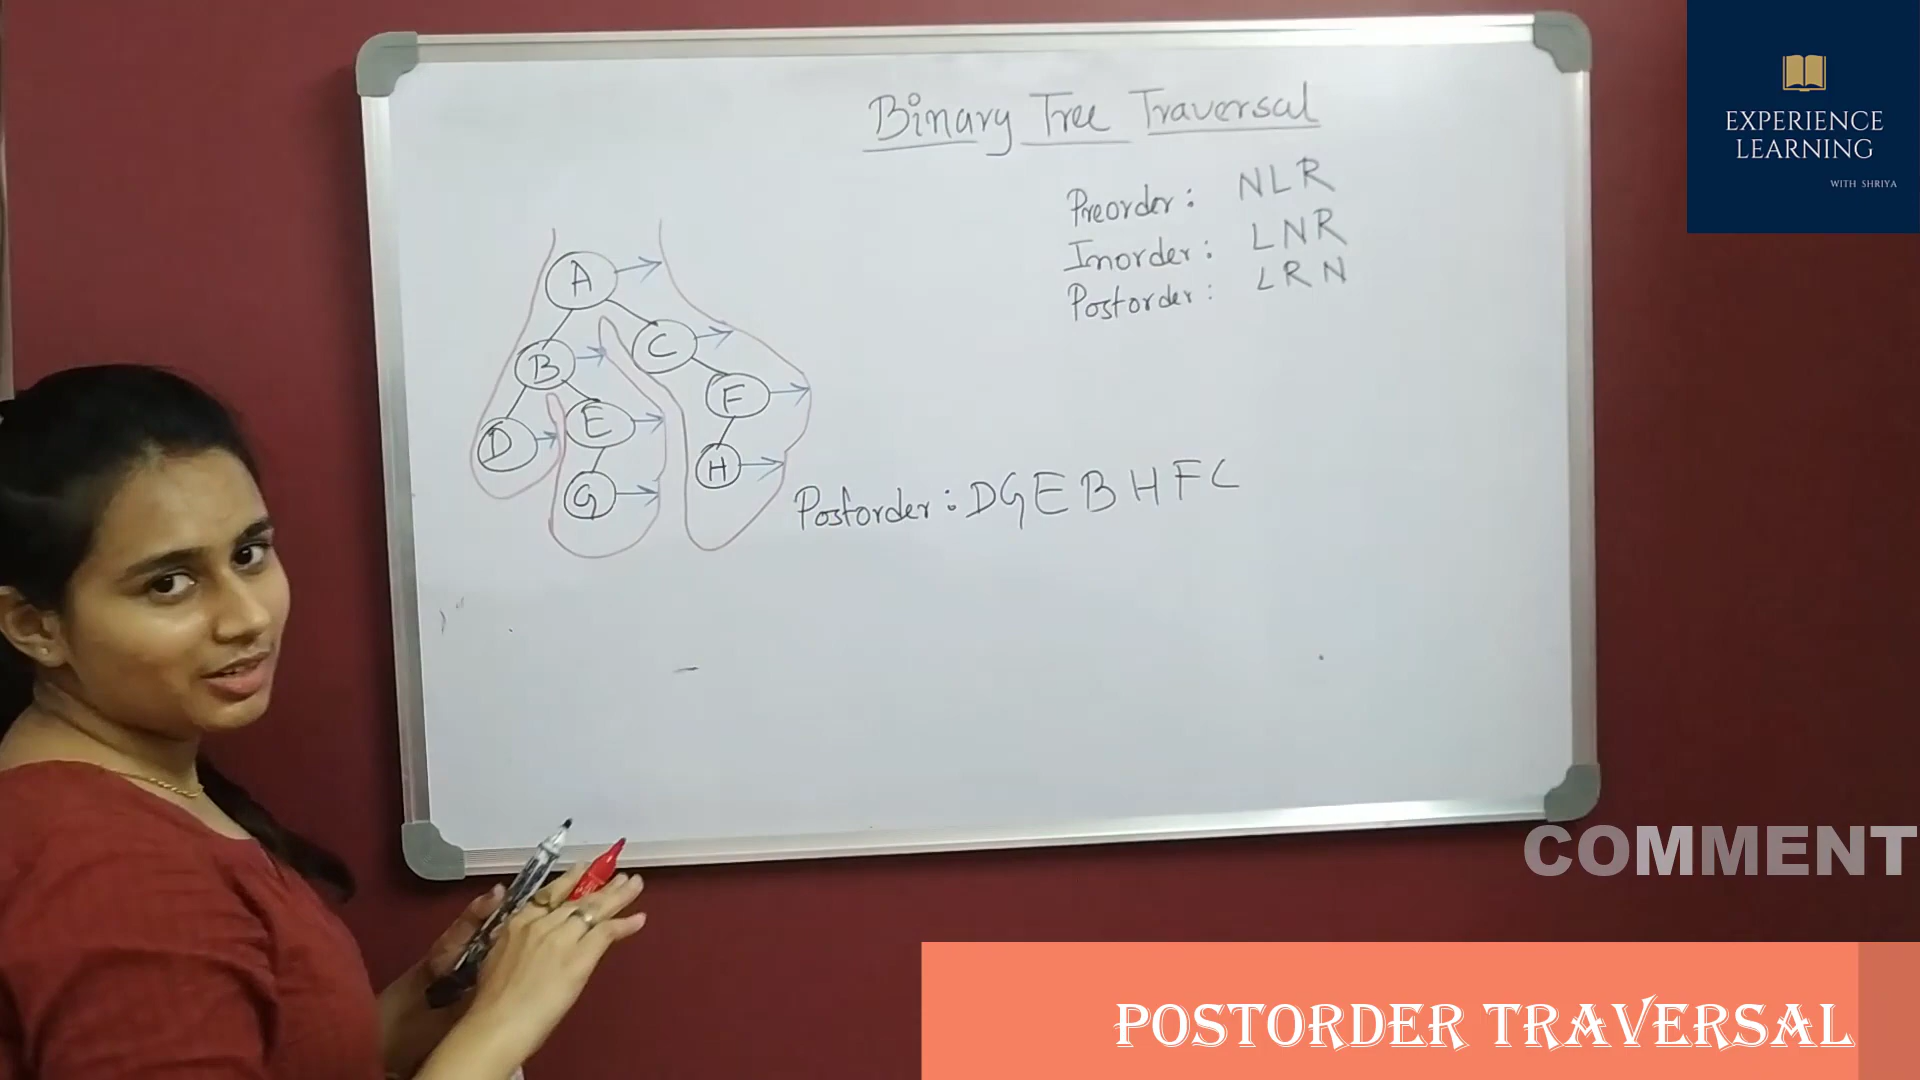 EXPERIENCE
LEARNING
WITH SHRIYA
Binary Tree Traversal
Preorder : NLR
Inorder : LNR
Postorder : LRN
A
B
C
D
E
F
G
H
Postorder : DGEBHFC
COMMENT
POSTORDER TRAVERSAL